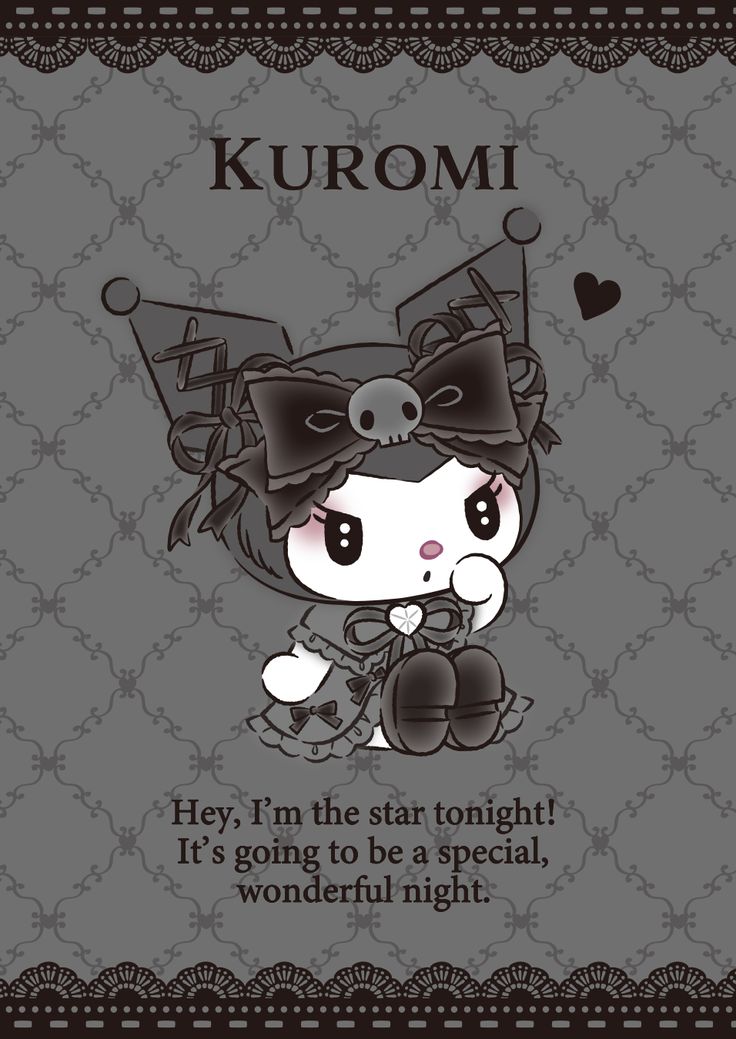 KUROMI
Hey, I'm the star tonight!
It's going to be a special,
wonderful night.